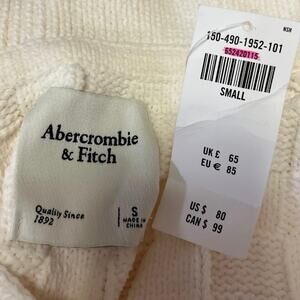 Abercrombie
& Fitch
Quality Since
1892
S
MADE IN
CHINA
NSH
150-490-1952-101
652420115
SMALL
UK £ 65
EU € 85
US $ 80
CAN $ 99